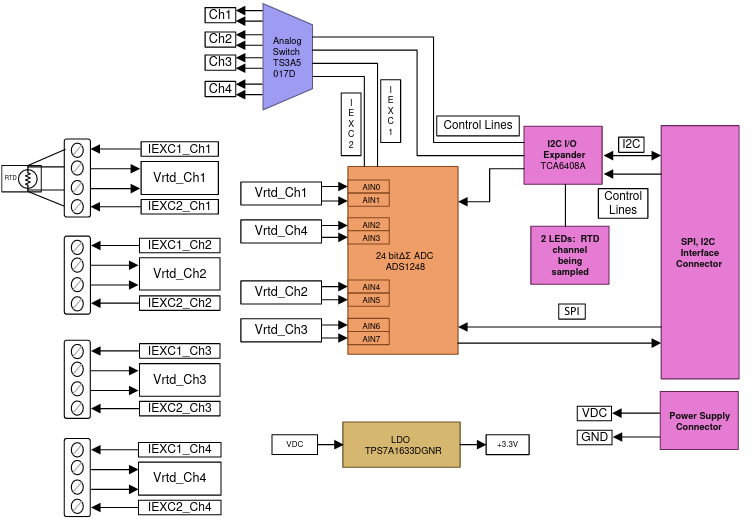 Ch1
Ch2
Ch3
Ch4
Analog
Switch
TS3A5
017D
IEXC2
IEXC1
Control Lines
I2C I/O
Expander
TCA6408A
I2C
Control
Lines
2 LEDs: RTD
channel
being
sampled
SPI, I2C
Interface
Connector
SPI
RTD
IEXC1_Ch1
Vrtd_Ch1
IEXC2_Ch1
IEXC1_Ch2
Vrtd_Ch2
IEXC2_Ch2
IEXC1_Ch3
Vrtd_Ch3
IEXC2_Ch3
IEXC1_Ch4
Vrtd_Ch4
IEXC2_Ch4
Vrtd_Ch1
Vrtd_Ch4
Vrtd_Ch2
Vrtd_Ch3
AIN0
AIN1
AIN2
AIN3
24 bitΔΣ ADC
ADS1248
AIN4
AIN5
AIN6
AIN7
VDC
LDO
TPS7A1633DGNR
+3.3V
VDC
GND
Power Supply
Connector